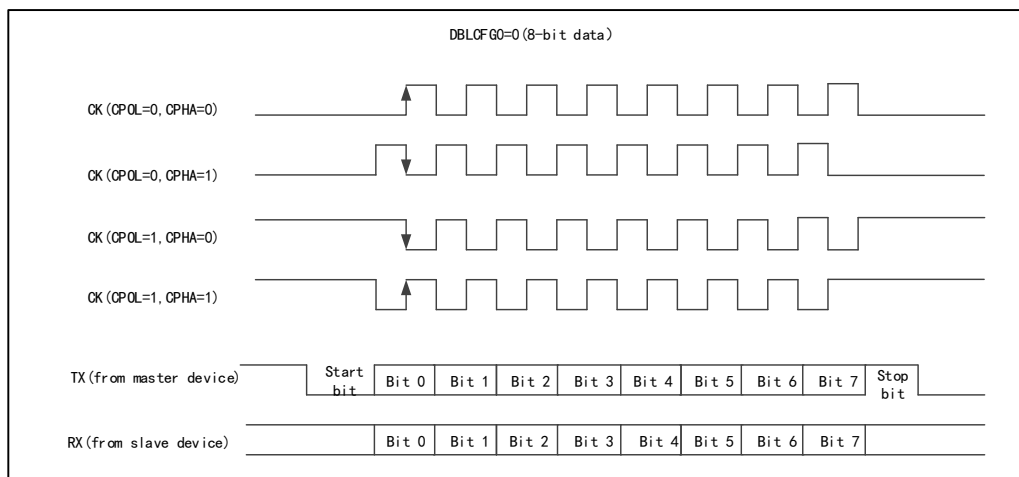 DBLCFG0=0(8-bit data)
CK(CPOL=0,CPHA=0)
CK(CPOL=0,CPHA=1)
CK(CPOL=1,CPHA=0)
CK(CPOL=1,CPHA=1)
TX(from master device) Start bit Bit 0 Bit 1 Bit 2 Bit 3 Bit 4 Bit 5 Bit 6 Bit 7 Stop bit
RX(from slave device) Bit 0 Bit 1 Bit 2 Bit 3 Bit 4 Bit 5 Bit 6 Bit 7